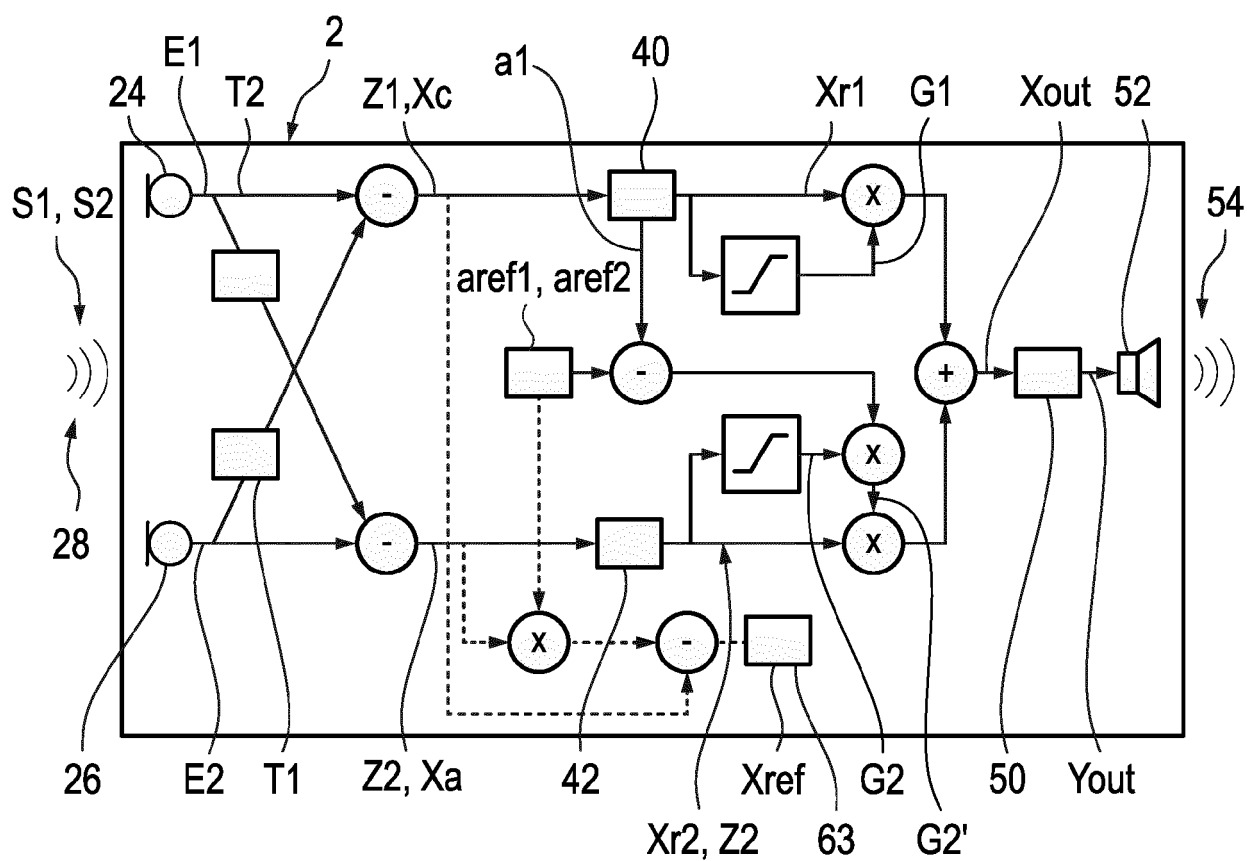 2
E1
40
a1
24
T2
Z1,Xc
Xr1
G1
Xout
52
-
X
S1, S2
54
aref1, aref2
-
+
X
28
-
X
X
-
26
E2
T1
Z2, Xa
42
Xref
G2
50
Yout
Xr2, Z2
63
G2'